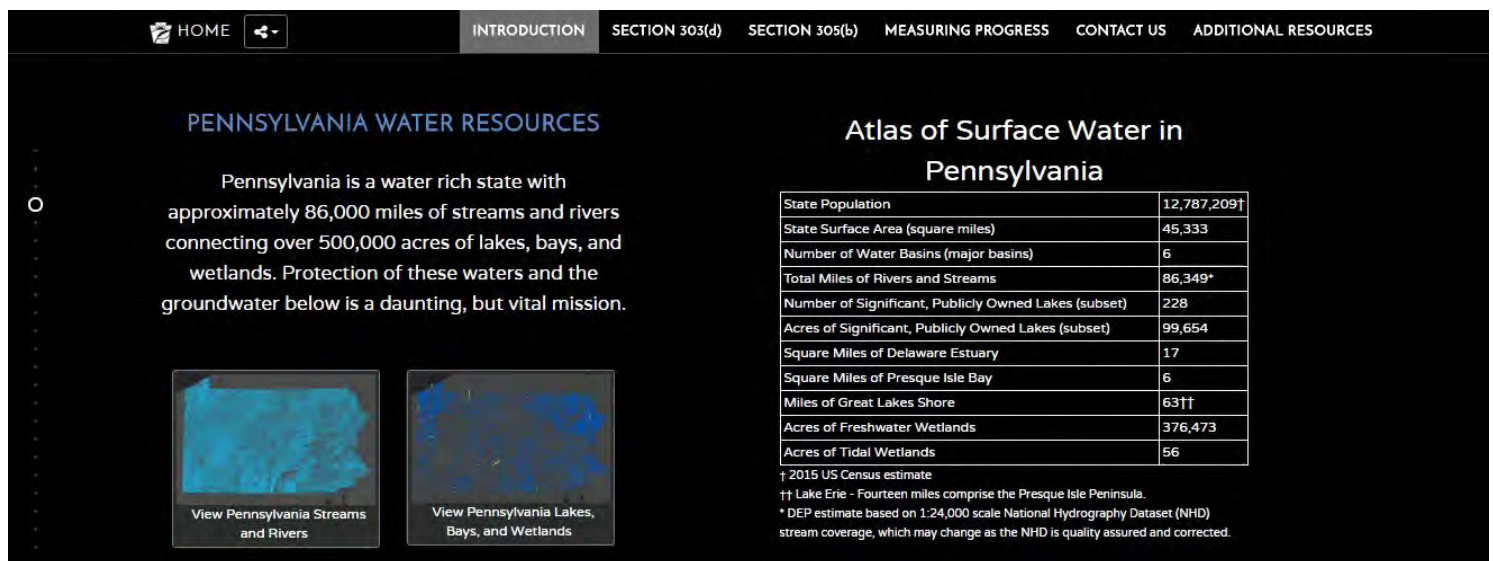 HOME
INTRODUCTION SECTION 303(d) SECTION 305(b) MEASURING PROGRESS CONTACT US ADDITIONAL RESOURCES
PENNSYLVANIA WATER RESOURCES
Pennsylvania is a water rich state with
approximately 86,000 miles of streams and rivers
connecting over 500,000 acres of lakes, bays, and
wetlands. Protection of these waters and the
groundwater below is a daunting, but vital mission.
View Pennsylvania Streams
and Rivers
View Pennsylvania Lakes,
Bays, and Wetlands
Atlas of Surface Water in
Pennsylvania
State Population 12,787,209†
State Surface Area (square miles) 45,333
Number of Water Basins (major basins) 6
Total Miles of Rivers and Streams 86,349*
Number of Significant, Publicly Owned Lakes (subset) 228
Acres of Significant, Publicly Owned Lakes (subset) 99,654
Square Miles of Delaware Estuary 17
Square Miles of Presque Isle Bay 6
Miles of Great Lakes Shore 63††
Acres of Freshwater Wetlands 376,473
Acres of Tidal Wetlands 56
† 2015 US Census estimate
†† Lake Erie - Fourteen miles comprise the Presque Isle Peninsula.
* DEP estimate based on 1:24,000 scale National Hydrography Dataset (NHD)
stream coverage, which may change as the NHD is quality assured and corrected.